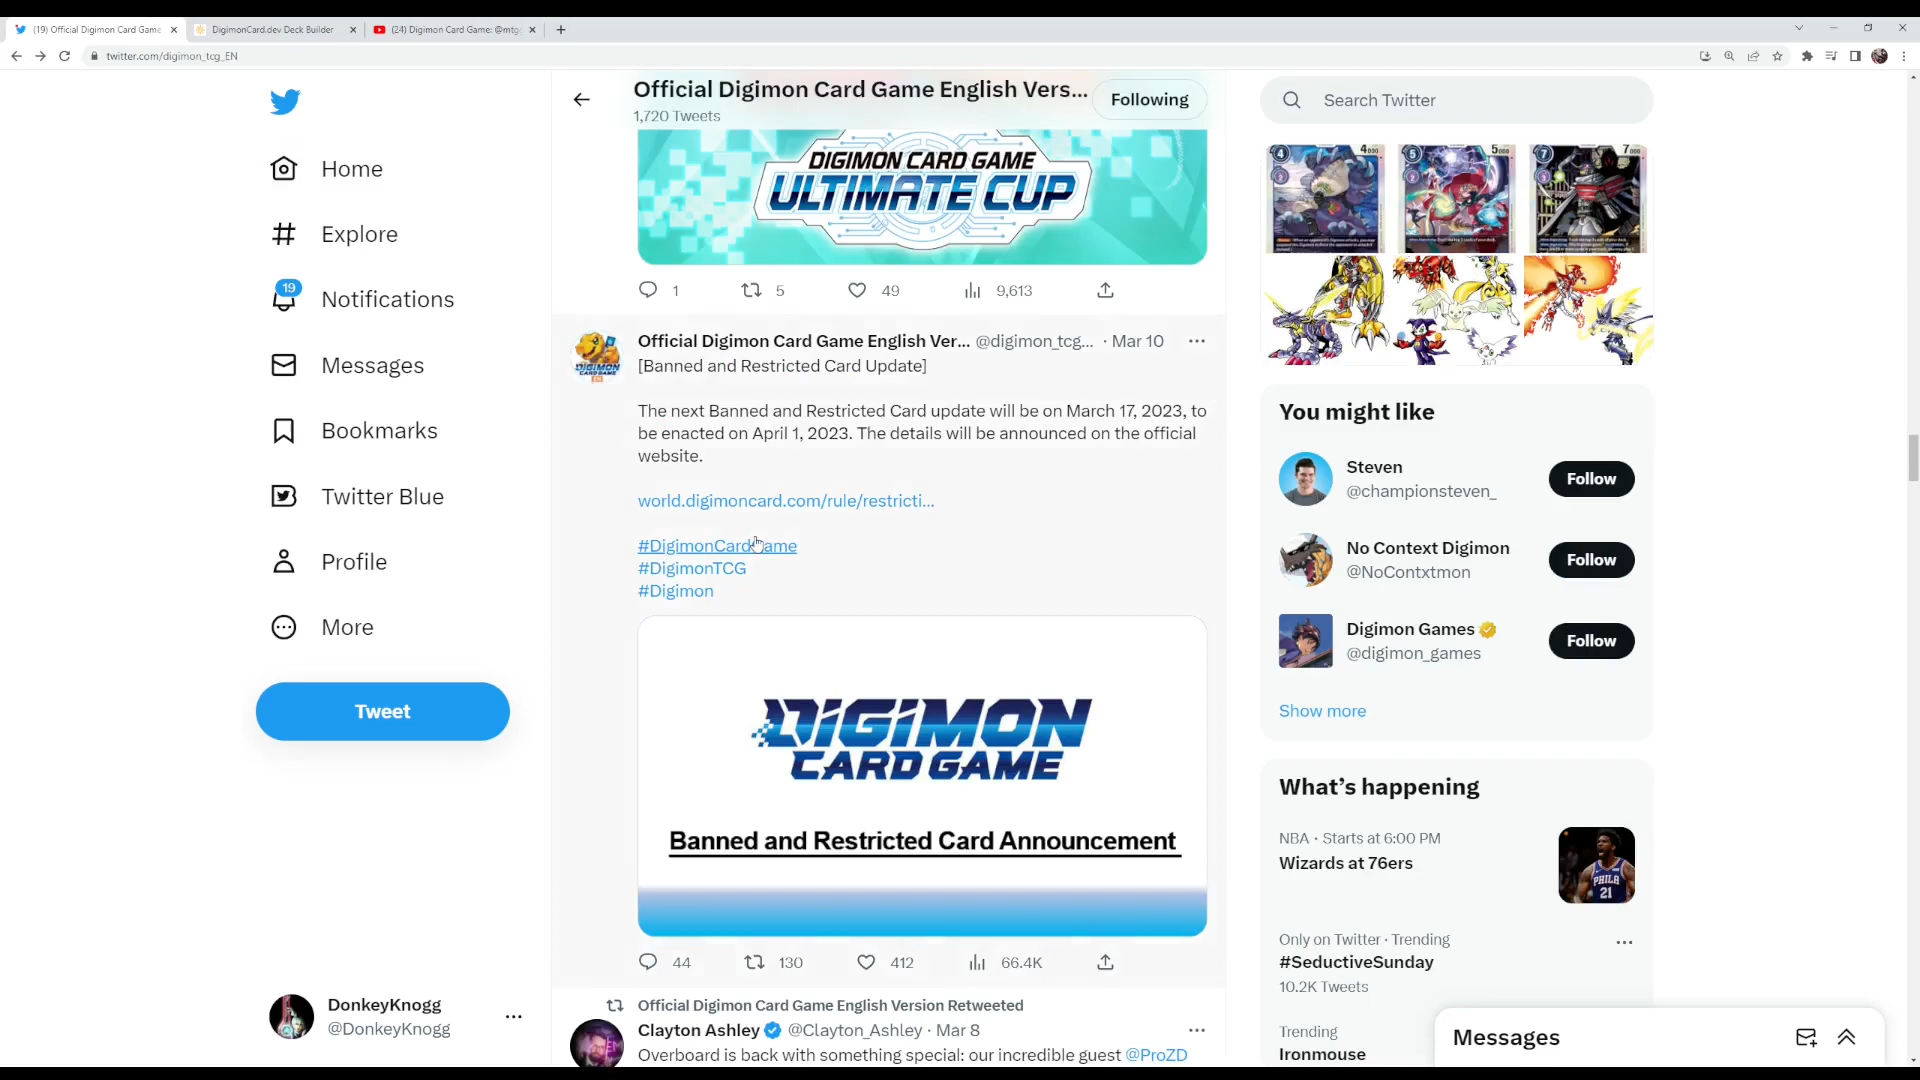 (19) Official Digimon Card Game
DigimonCard.dev Deck Builder
(24) Digimon Card Game: @mtg
twitter.com/digimon_tcg_EN
Home
Explore
19
Notifications
Messages
Bookmarks
Twitter Blue
Profile
More
Tweet
DonkeyKnogg
@DonkeyKnogg
Official Digimon Card Game English Vers...
1,720 Tweets
Following
DIGIMON CARD GAME
ULTIMATE CUP
1
5
49
9,613
Official Digimon Card Game English Ver... @digimon_tcg... · Mar 10
[Banned and Restricted Card Update]
The next Banned and Restricted Card update will be on March 17, 2023, to
be enacted on April 1, 2023. The details will be announced on the official
website.
world.digimoncard.com/rule/restricti...
#DigimonCardGame
#DigimonTCG
#Digimon
DIGIMON
CARD GAME
Banned and Restricted Card Announcement
44
130
412
66.4K
Official Digimon Card Game English Version Retweeted
Clayton Ashley @Clayton_Ashley · Mar 8
Overboard is back with something special: our incredible guest @ProZD
Search Twitter
You might like
Steven
@championsteven_
Follow
No Context Digimon
@NoContxtmon
Follow
Digimon Games
@digimon_games
Follow
Show more
What's happening
NBA · Starts at 6:00 PM
Wizards at 76ers
Only on Twitter · Trending
#SeductiveSunday
10.2K Tweets
Trending
Ironmouse
Messages